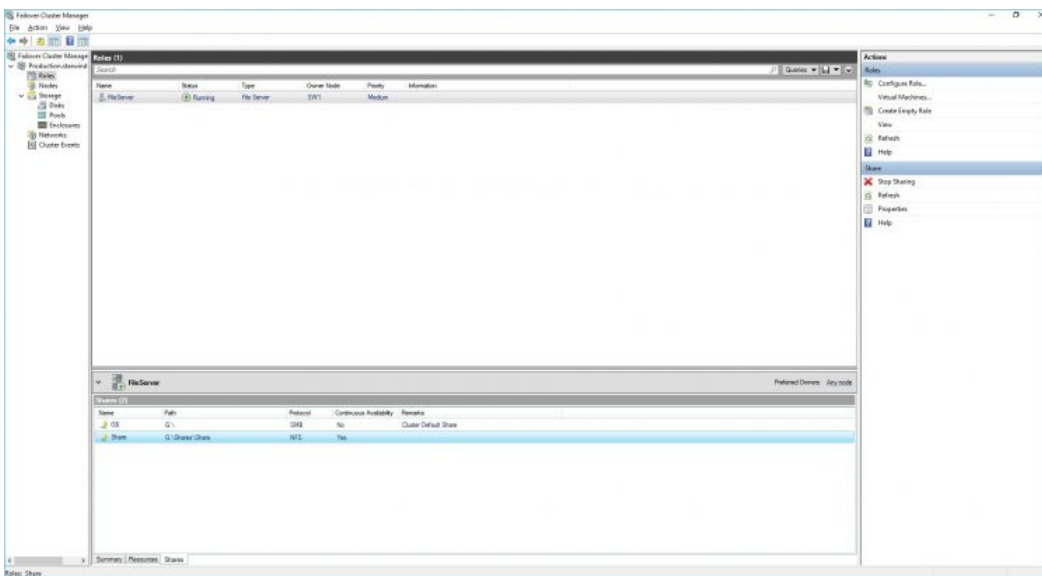 Failover Cluster Manager
File Action View Help
Failover Cluster Manage
Production.starwind
Roles
Nodes
Storage
Disks
Pools
Enclosures
Networks
Cluster Events
Roles (1)
Search
Queries
Name Status Type Owner Node Priority Information
FileServer Running File Server SW1 Medium
FileServer
Preferred Owners: Any node
Shares (2)
Name Path Protocol Continuous Availability Remarks
G:\ SMB No Cluster Default Share
Share G:\Shares\Share NFS Yes
Summary Resources Shares
Actions
Roles
Configure Role...
Virtual Machines...
Create Empty Role
View
Refresh
Help
Share
Stop Sharing
Refresh
Properties
Help
Roles: Share